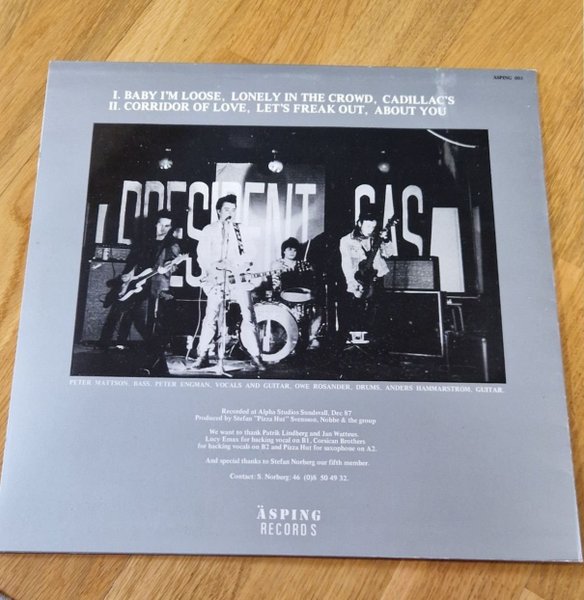 ÄSPING 003
I. BABY I'M LOOSE, LONELY IN THE CROWD, CADILLAC'S
II. CORRIDOR OF LOVE, LET'S FREAK OUT, ABOUT YOU
PRESIDENT GAS
PETER MATTSON, BASS, PETER ENGMAN, VOCALS AND GUITAR, OWE ROSANDER, DRUMS, ANDERS HAMMARSTRÖM, GUITAR.
Recorded at Alpha Studios Sundsvall, Dec 87
Produced by Stefan "Pizza Hut" Svensson, Nobbe & the group
We want to thank Patrik Lindberg and Jan Watteus.
Lucy Emax for backing vocal on B1, Corsican Brothers
for backing vocals on B2 and Pizza Hut for saxophone on A2.
And special thanks to Stefan Norberg our fifth member.
Contact: S. Norberg: 46 (0)8 50 49 32.
ÄSPING
RECORDS